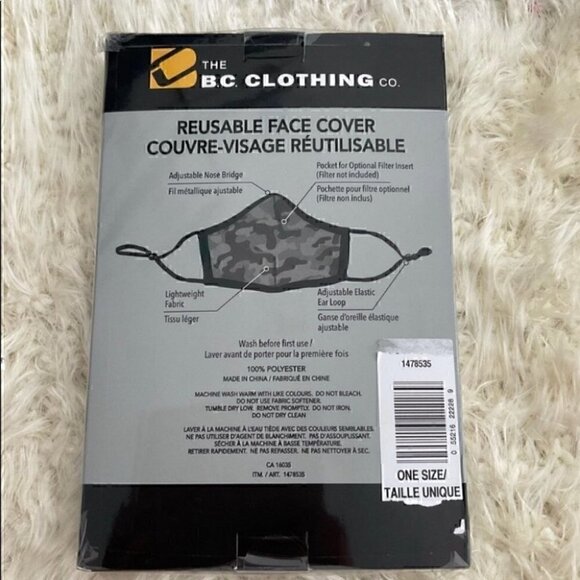 THE
B.C. CLOTHING CO.
REUSABLE FACE COVER
COUVRE-VISAGE RÉUTILISABLE
Adjustable Nose Bridge
Fil métallique ajustable
Pocket for Optional Filter Insert
(Filter not included)
Pochette pour filtre optionnel
(Filtre non inclus)
Lightweight
Fabric
Tissu léger
Adjustable Elastic
Ear Loop
Ganse d'oreille élastique
ajustable
Wash before first use /
Laver avant de porter pour la première fois
100% POLYESTER
MADE IN CHINA / FABRIQUÉ EN CHINE
MACHINE WASH WARM WITH LIKE COLOURS. DO NOT BLEACH.
DO NOT USE FABRIC SOFTENER.
TUMBLE DRY LOW. REMOVE PROMPTLY. DO NOT IRON.
DO NOT DRY CLEAN
LAVER À LA MACHINE À L'EAU TIÈDE AVEC DES COULEURS SEMBLABLES.
NE PAS UTILISER D'AGENT DE BLANCHIMENT. PAS D'ASSOUPLISSANT.
SÉCHER À LA MACHINE À BASSE TEMPÉRATURE.
RETIRER RAPIDEMENT. NE PAS REPASSER. NE PAS NETTOYER À SEC.
CA 16035
ITM. / ART. 1478535
1478535
0 55216 22228 9
ONE SIZE/
TAILLE UNIQUE